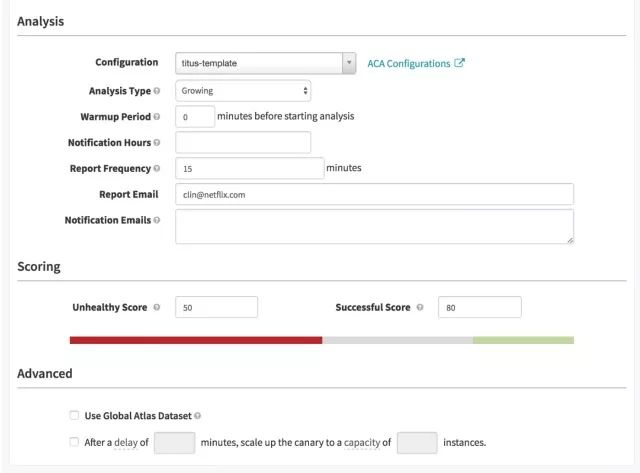 Analysis
Configuration titus-template ACA Configurations
Analysis Type ? Growing
Warmup Period ? 0 minutes before starting analysis
Notification Hours ?
Report Frequency ? 15 minutes
Report Email clin@netflix.com
Notification Emails ?
Scoring
Unhealthy Score ? 50 Successful Score ? 80
Advanced
Use Global Atlas Dataset ?
After a delay of minutes, scale up the canary to a capacity of instances.